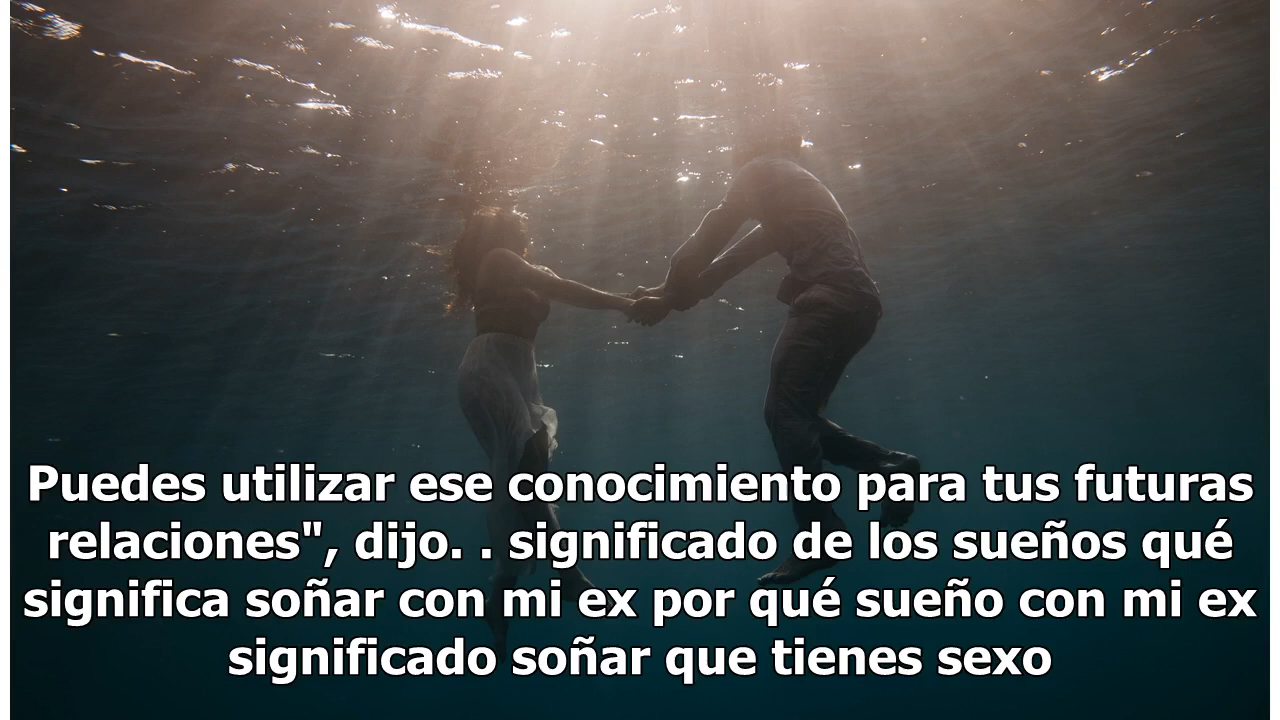 Puedes utilizar ese conocimiento para tus futuras
relaciones", dijo. . significado de los sueños qué
significa soñar con mi ex por qué sueño con mi ex
significado soñar que tienes sexo